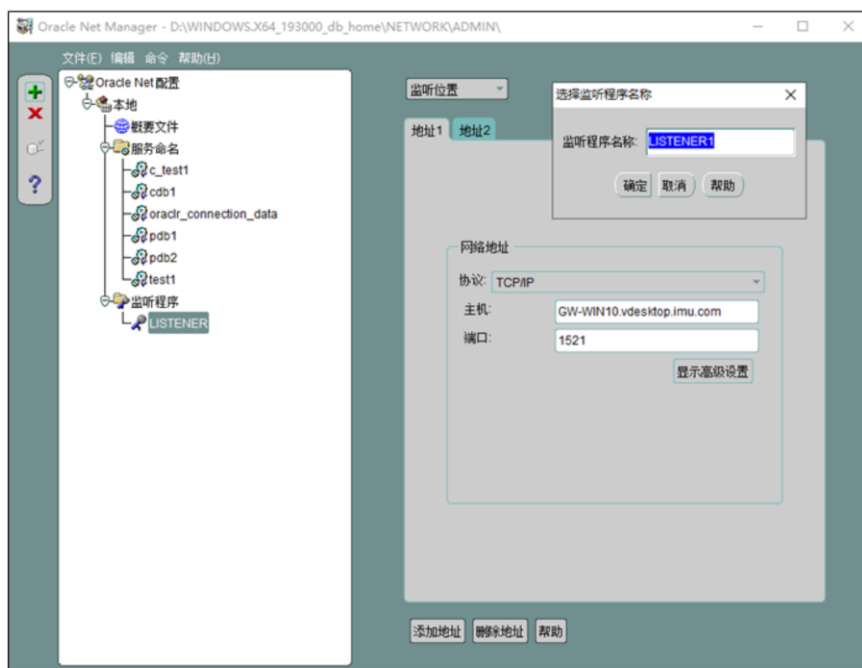 Oracle Net Manager - D:\WINDOWS.X64_193000_db_home\NETWORK\ADMIN\
文件(F) 编辑 命令 帮助(H)
Oracle Net 配置
本地
概要文件
服务命名
c_test1
cdb1
oraclr_connection_data
pdb1
pdb2
test1
监听程序
LISTENER
监听位置
地址1 地址2
选择监听程序名称
监听程序名称: LISTENER1
确定 取消 帮助
网络地址
协议: TCP/IP
主机: GW-WIN10.vdesktop.imu.com
端口: 1521
显示高级设置
添加地址 删除地址 帮助